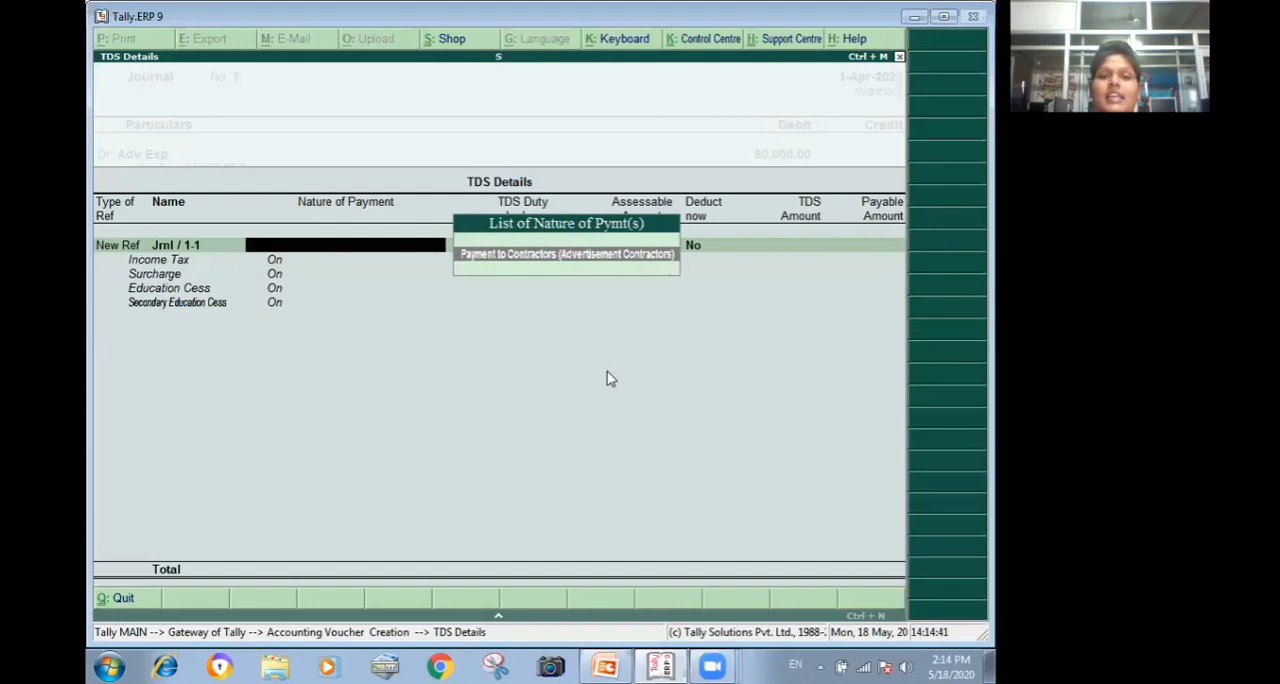 Tally.ERP 9
P: Print E: Export M: E-Mail O: Upload S: Shop G: Language K: Keyboard K: Control Centre H: Support Centre H: Help
TDS Details S Ctrl + M
Journal No. 1
Particulars Debit Credit
Dr Adv Exp 80,000.00
TDS Details
Type of Name Nature of Payment TDS Duty Assessable Deduct TDS Payable
Ref now Amount Amount
List of Nature of Pymt(s)
New Ref Jrnl / 1-1 No
Payment to Contractors (Advertisement Contractors)
Income Tax On
Surcharge On
Education Cess On
Secondary Education Cess On
Total
Q: Quit
Ctrl + N
Tally MAIN --> Gateway of Tally --> Accounting Voucher Creation --> TDS Details (c) Tally Solutions Pvt. Ltd., 1988-2 Mon, 18 May, 20 14:14:41
EN 2:14 PM
5/18/2020